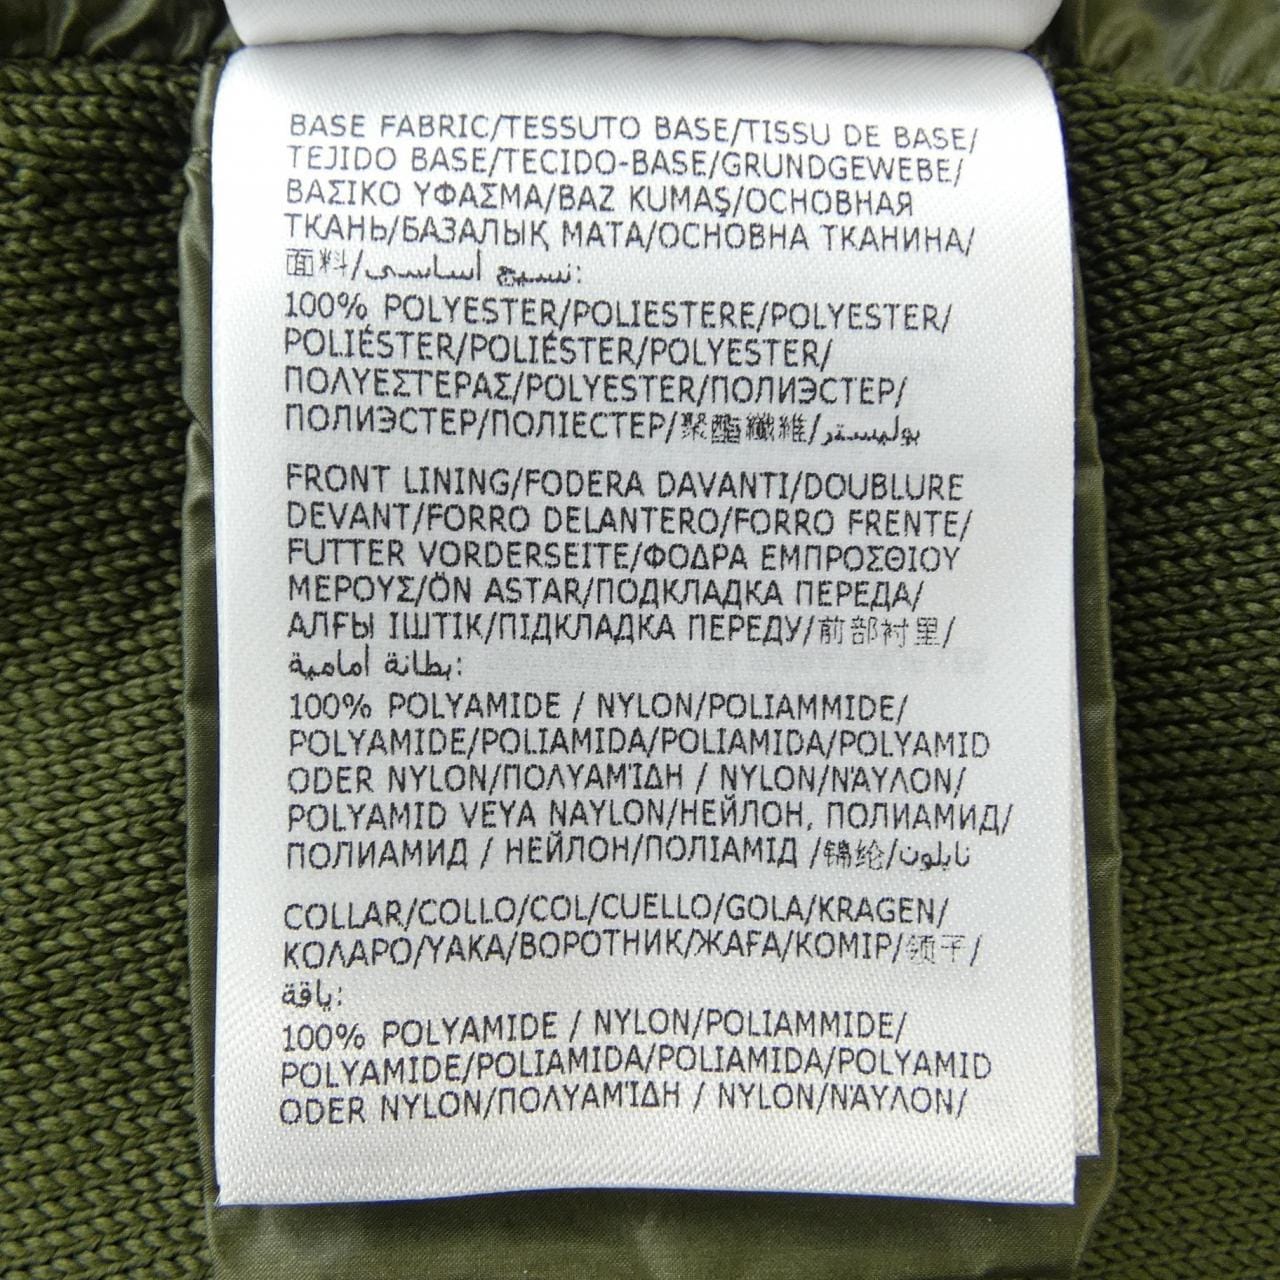 BASE FABRIC/TESSUTO BASE/TISSU DE BASE/
TEJIDO BASE/TECIDO-BASE/GRUNDGEWEBE/
ΒΑΣΙΚΟ ΥΦΑΣΜΑ/BAZ KUMAŞ/ОСНОВНАЯ
ТКАНЬ/БАЗАЛЫҚ МАТА/ОСНОВНА ТКАНИНА/
面料/نسيج أساسي:
100% POLYESTER/POLIESTERE/POLYESTER/
POLIÉSTER/POLIÉSTER/POLYESTER/
ΠΟΛΥΕΣΤΕΡΑΣ/POLYESTER/ПОЛИЭСТЕР/
ПОЛИЭСТЕР/ПОЛІЕСТЕР/聚酯纖維/بوليستر
FRONT LINING/FODERA DAVANTI/DOUBLURE
DEVANT/FORRO DELANTERO/FORRO FRENTE/
FUTTER VORDERSEITE/ΦΟΔΡΑ ΕΜΠΡΟΣΘΙΟΥ
ΜΕΡΟΥΣ/ÖN ASTAR/ПОДКЛАДКА ПЕРЕДА/
АЛҒЫ ІШТІК/ПІДКЛАДКА ПЕРЕДУ/前部衬里/
بطانة أمامية:
100% POLYAMIDE / NYLON/POLIAMMIDE/
POLYAMIDE/POLIAMIDA/POLIAMIDA/POLYAMID
ODER NYLON/ΠΟΛΥΑΜΊΔΗ / NYLON/ΝΆΥΛΟΝ/
POLYAMID VEYA NAYLON/НЕЙЛОН, ПОЛИАМИД/
ПОЛИАМИД / НЕЙЛОН/ПОЛІАМІД /锦纶/نايلون
COLLAR/COLLO/COL/CUELLO/GOLA/KRAGEN/
ΚΟΛΑΡΟ/YAKA/ВОРОТНИК/ЖАҒА/КОМІР/领子/
ياقة:
100% POLYAMIDE / NYLON/POLIAMMIDE/
POLYAMIDE/POLIAMIDA/POLIAMIDA/POLYAMID
ODER NYLON/ΠΟΛΥΑΜΊΔΗ / NYLON/ΝΆΥΛΟΝ/